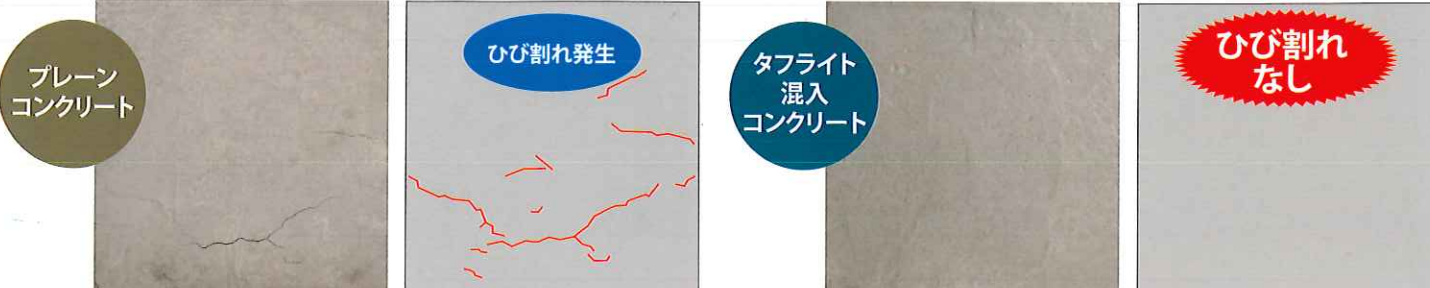 プレーン
コンクリート
ひび割れ発生
タフライト
混入
コンクリート
ひび割れ
なし